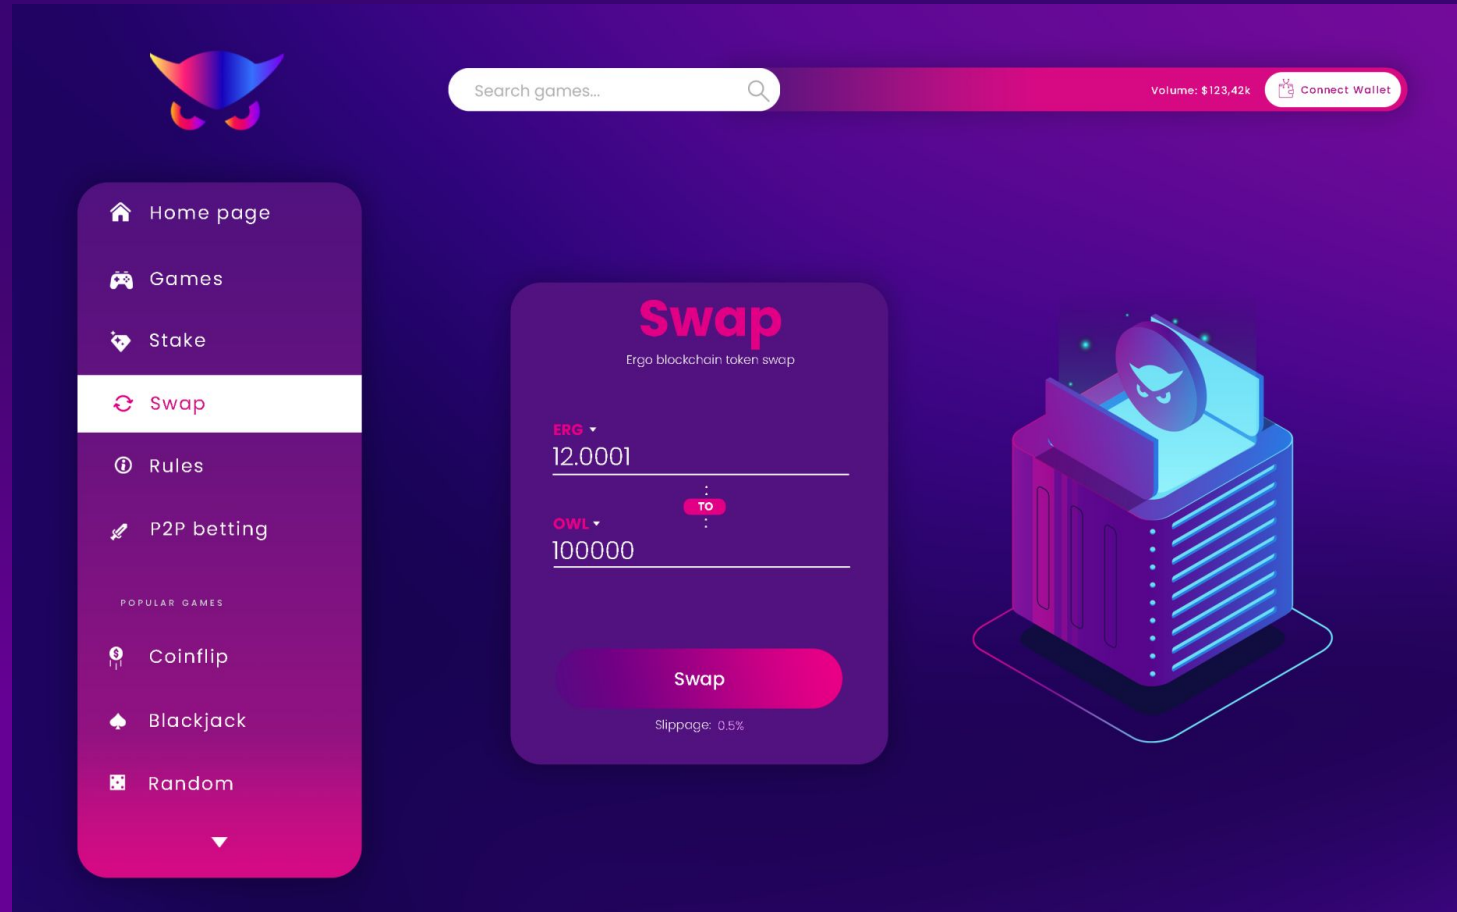 Search games...
Volume: $123,42k
Connect Wallet
Home page
Games
Stake
Swap
Rules
P2P betting
POPULAR GAMES
Coinflip
Blackjack
Random
Swap
Ergo blockchain token swap
ERG
12.0001
TO
OWL
100000
Swap
Slippage: 0.5%